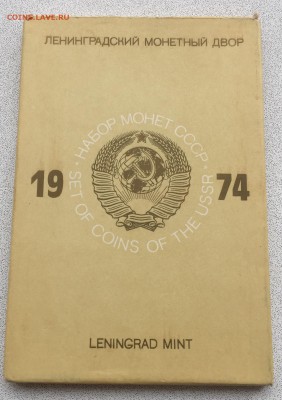 COINS.LAVE.RU
ЛЕНИНГРАДСКИЙ МОНЕТНЫЙ ДВОР
НАБОР МОНЕТ СССР
19 74
SET OF COINS OF THE USSR
LENINGRAD MINT